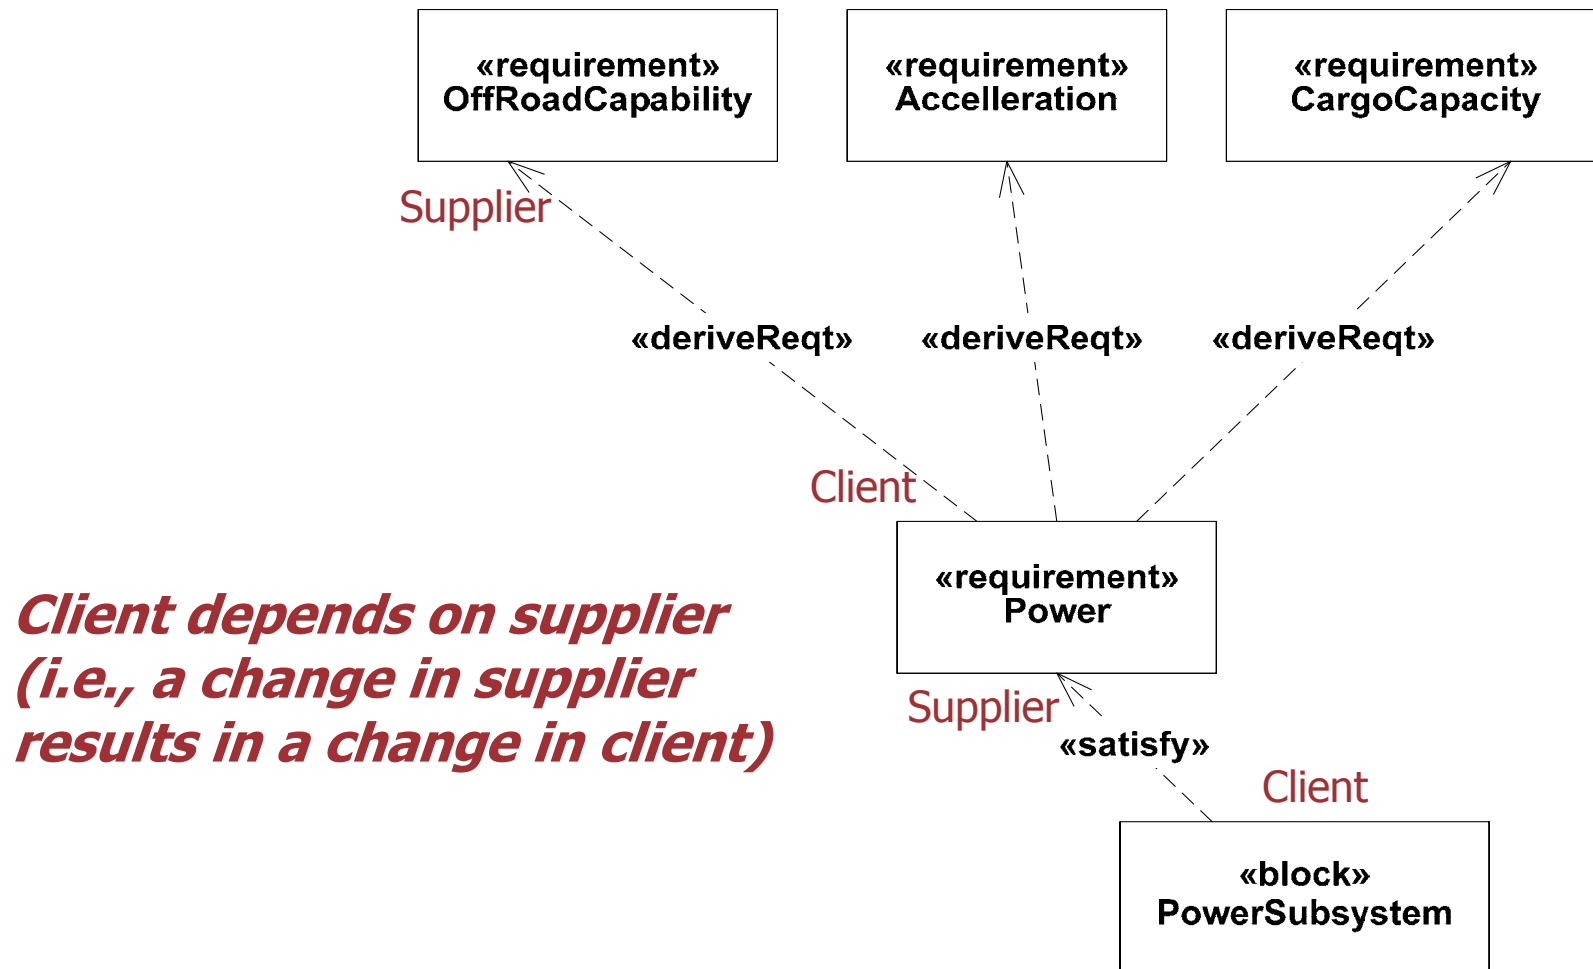 «requirement»
OffRoadCapability
«requirement»
Accelleration
«requirement»
CargoCapacity
Supplier
«deriveReqt»
«deriveReqt»
«deriveReqt»
Client
«requirement»
Power
Client depends on supplier
(i.e., a change in supplier
results in a change in client)
Supplier
«satisfy»
Client
«block»
PowerSubsystem